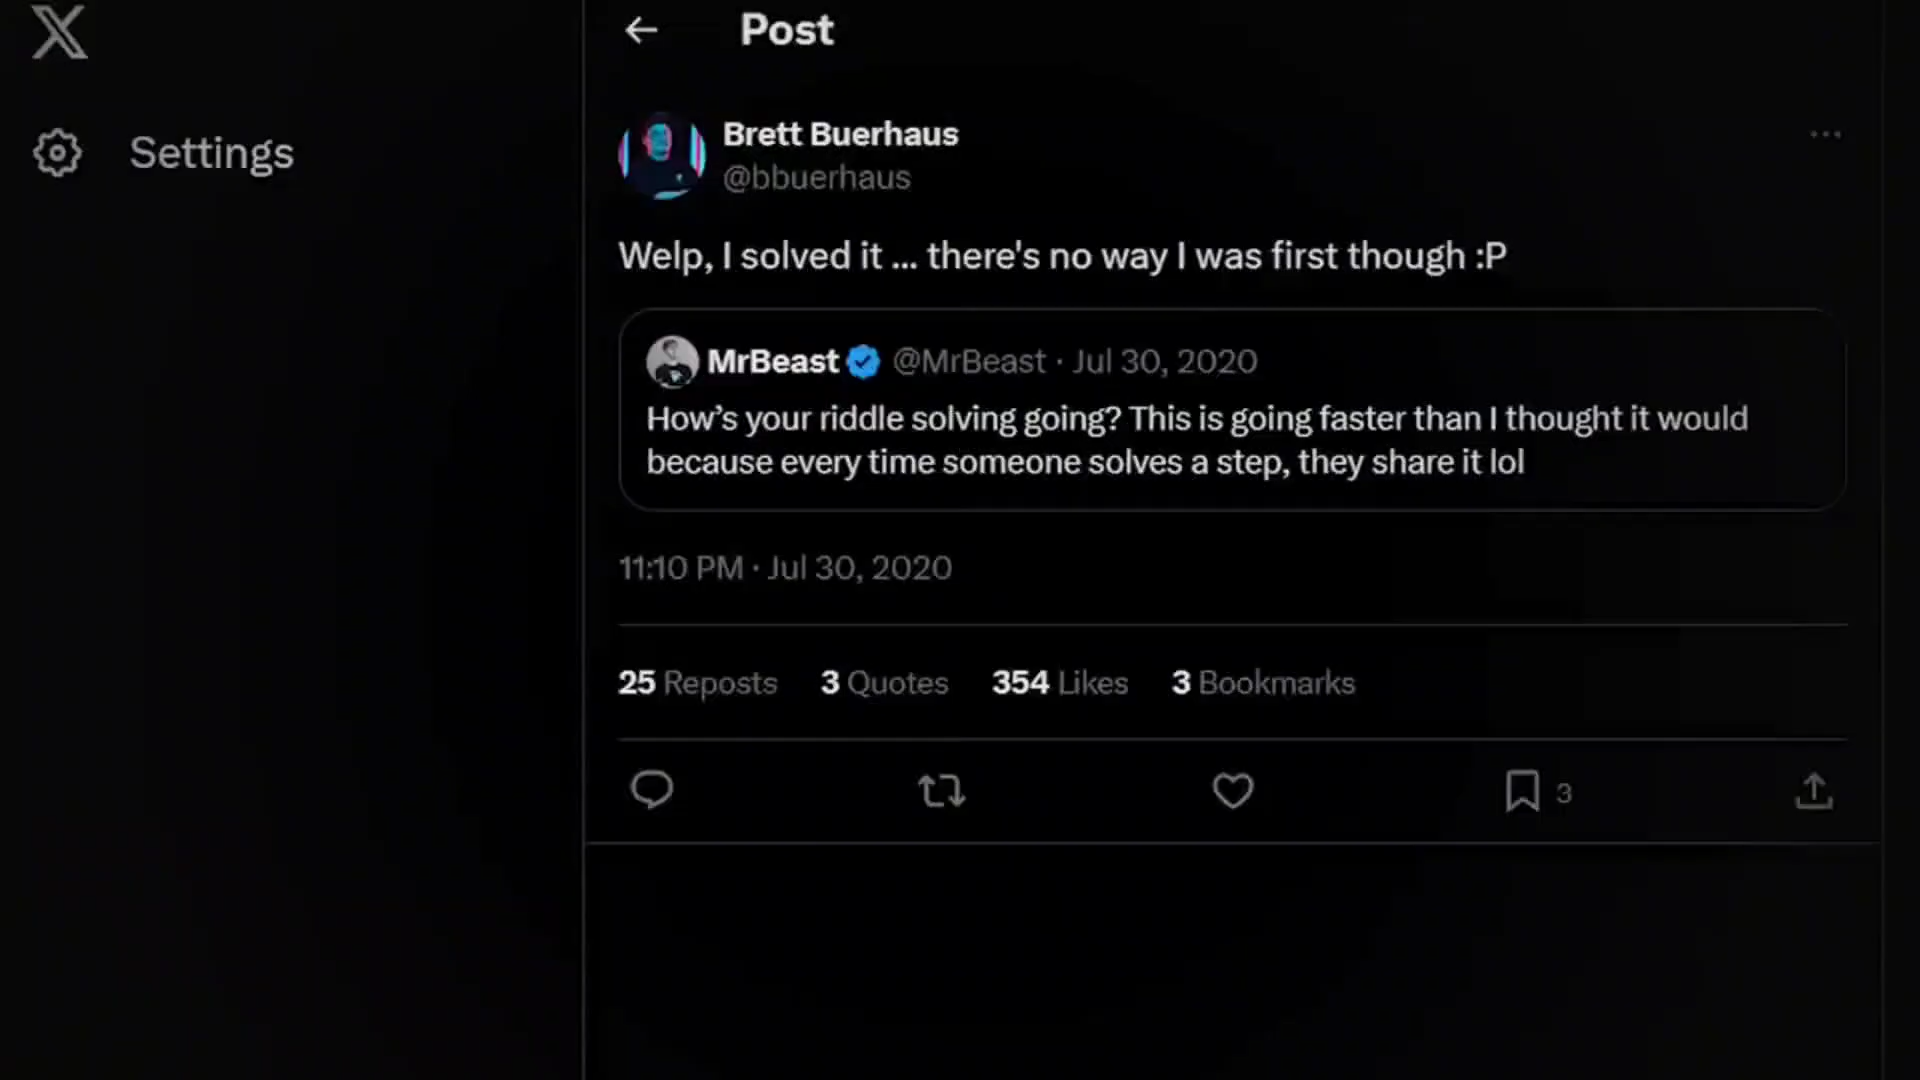 Post
Settings
Brett Buerhaus
@bbuerhaus
Welp, I solved it ... there's no way I was first though :P
MrBeast @MrBeast · Jul 30, 2020
How’s your riddle solving going? This is going faster than I thought it would
because every time someone solves a step, they share it lol
11:10 PM · Jul 30, 2020
25 Reposts 3 Quotes 354 Likes 3 Bookmarks
3